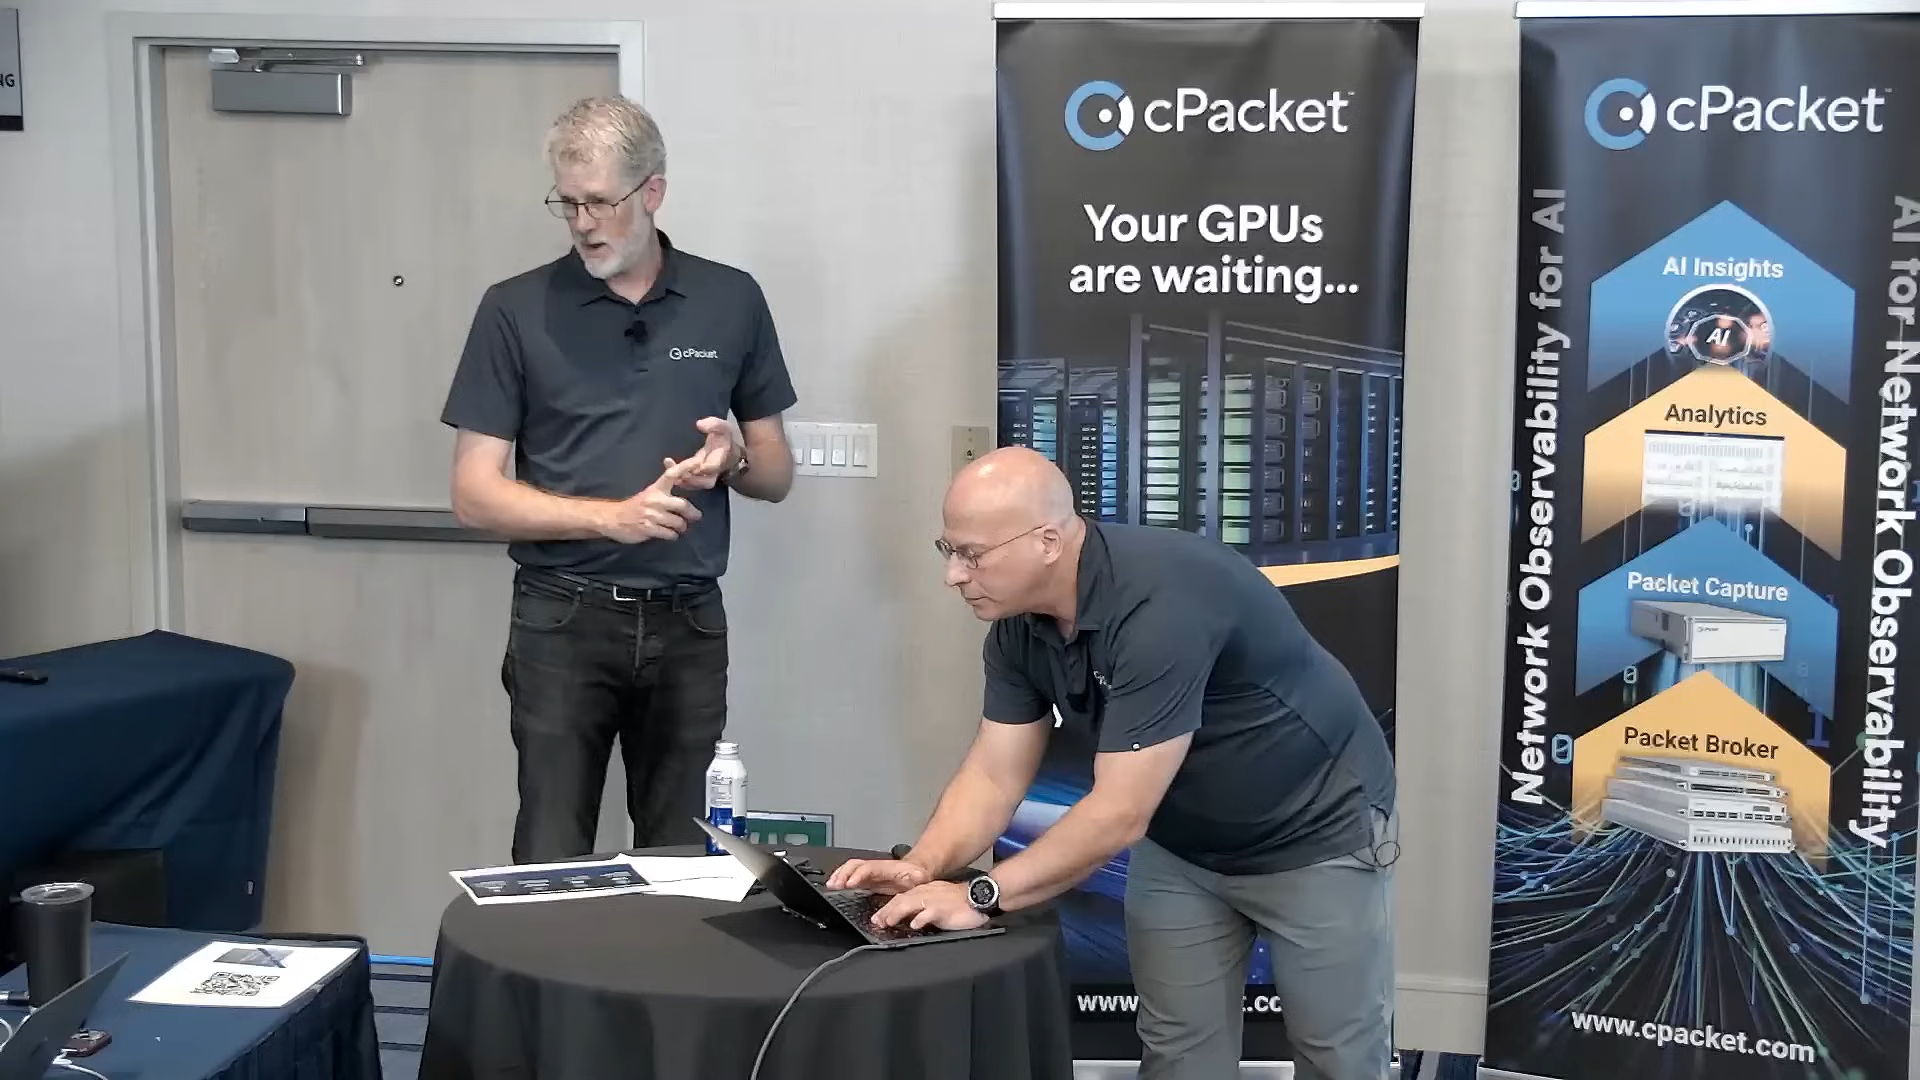 NG
cPacket
cPacket
Your GPUs
are waiting...
www
.co
cPacket
Network Observability for AI
AI for Network Observability
AI Insights
AI
Analytics
Packet Capture
Packet Broker
www.cpacket.com